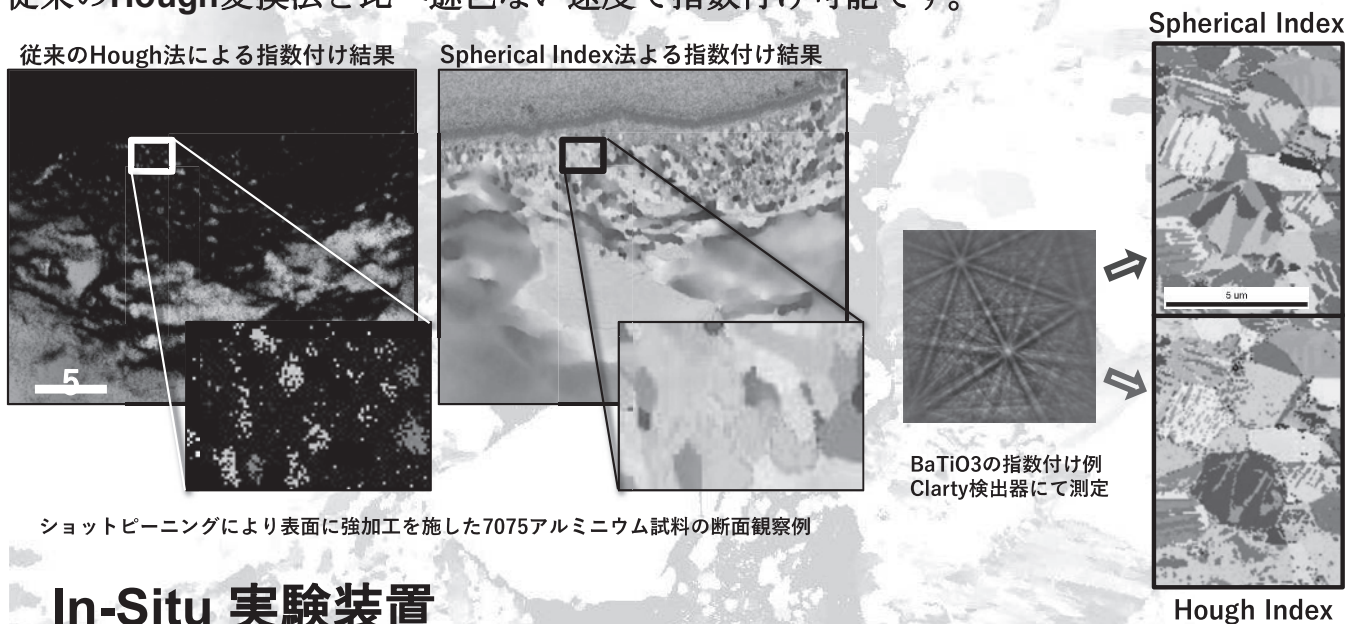 従来のHough変換法と比べ遜色ない速度で指数付け可能です。
従来のHough法による指数付け結果
Spherical Index法よる指数付け結果
Spherical Index
5
5 um
BaTiO3の指数付け例
Clarty検出器にて測定
ショットピーニングにより表面に強加工を施した7075アルミニウム試料の断面観察例
Hough Index
In-Situ 実験装置